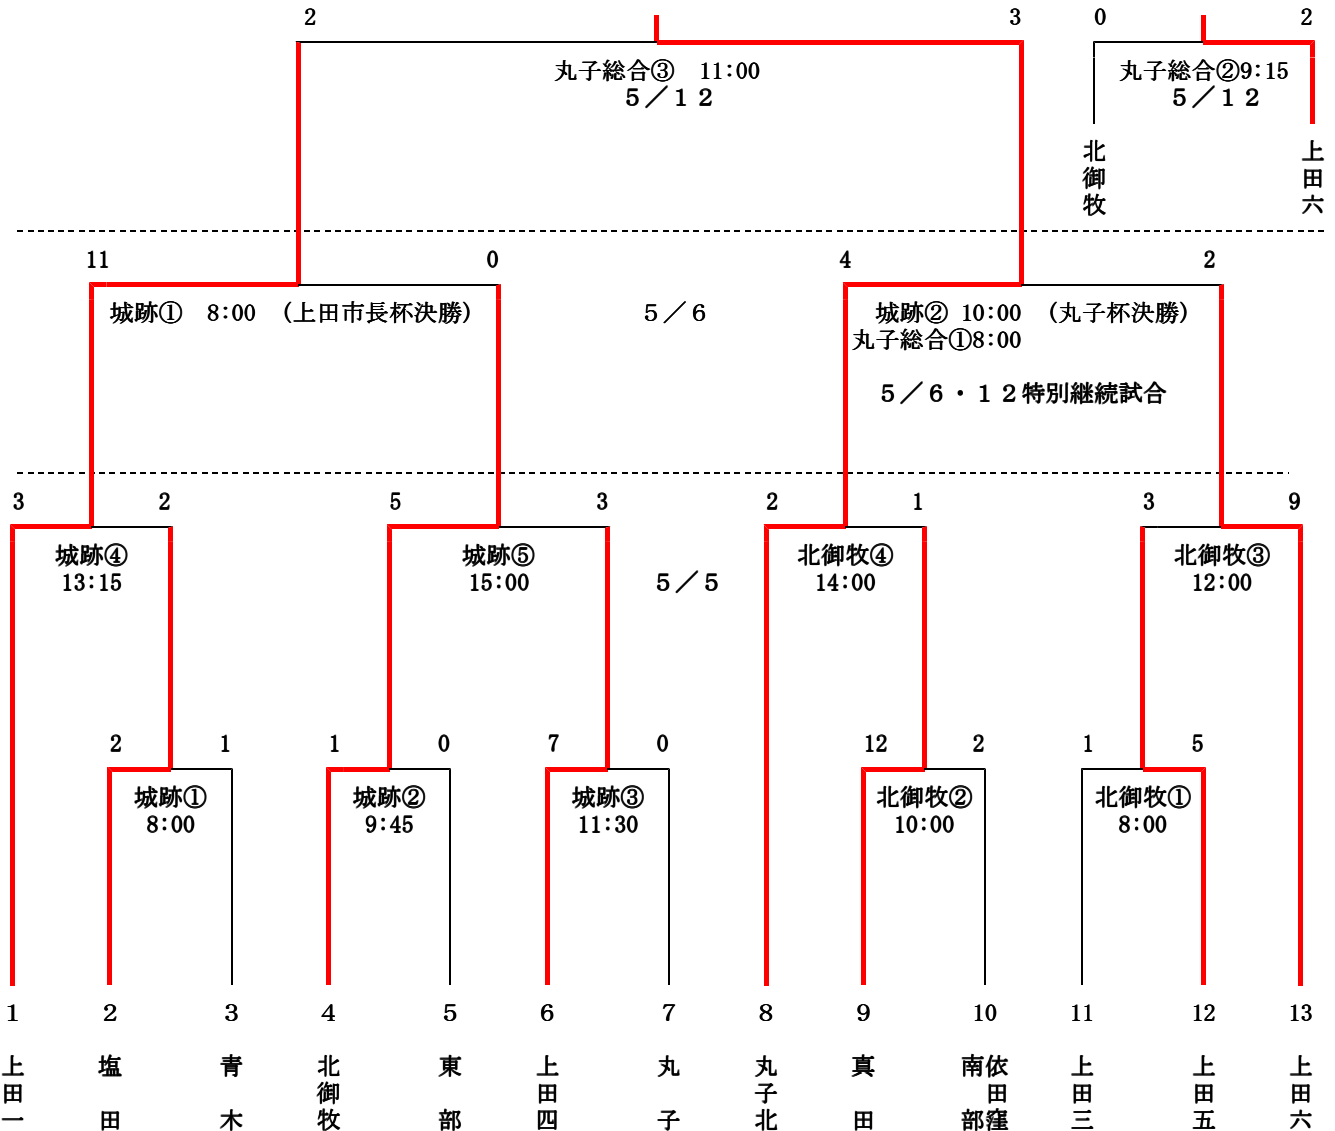 2 3 0 2
丸子総合③ 11:00
５／１２
丸子総合②9:15
５／１２
北御牧
上田六
11 0 4 2
城跡① 8:00 (上田市長杯決勝)
５／６
城跡② 10:00 (丸子杯決勝)
丸子総合①8:00
５／６・１２特別継続試合
3 2 5 3 2 1 3 9
城跡④
13:15
城跡⑤
15:00
５／５
北御牧④
14:00
北御牧③
12:00
2 1 1 0 7 0 12 2 1 5
城跡①
8:00
城跡②
9:45
城跡③
11:30
北御牧②
10:00
北御牧①
8:00
1 2 3 4 5 6 7 8 9 10 11 12 13
上田一
塩田
青木
北御牧
東部
上田四
丸子
丸子北
真田
依田窪
南部
上田三
上田五
上田六